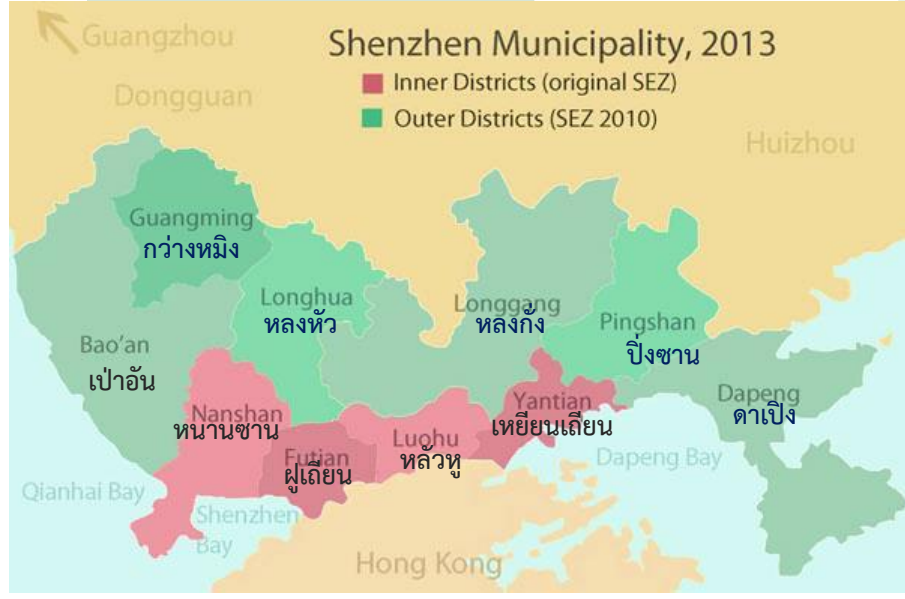 Guangzhou
Shenzhen Municipality, 2013
Inner Districts (original SEZ)
Dongguan
Outer Districts (SEZ 2010)
Huizhou
Guangming
กว่างหมิง
Longhua
หลงหัว
Longgang
หลงกั่ง
Pingshan
ปิ่งซาน
Bao'an
เป่าอัน
Dapeng
ดาเปิง
Nanshan
หนานซาน
Yantian
เหยียนเถียน
Luohu
หลัวหู
Futian
ฝูเถียน
Dapeng Bay
Qianhai Bay
Shenzhen
Bay
Hong Kong